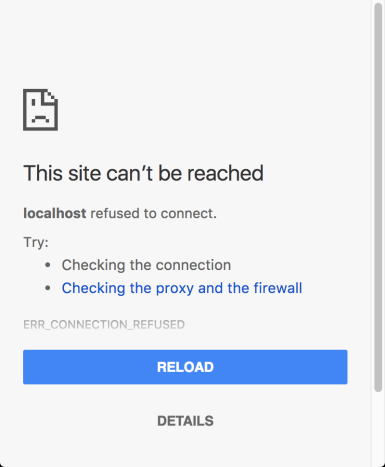 This site can’t be reached
localhost refused to connect.
Try:
• Checking the connection
• Checking the proxy and the firewall
ERR_CONNECTION_REFUSED
RELOAD
DETAILS